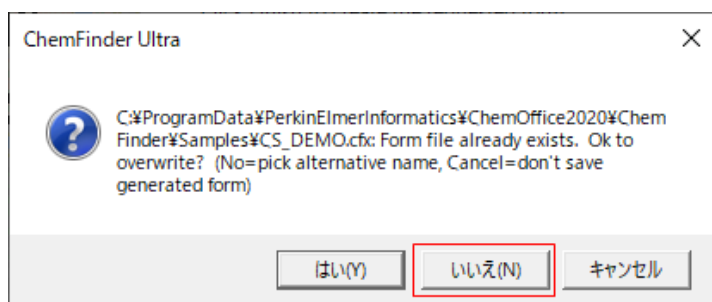 ChemFinder Ultra
C:¥ProgramData¥PerkinElmerInformatics¥ChemOffice2020¥Chem
Finder¥Samples¥CS_DEMO.cfx: Form file already exists.  Ok to
overwrite?  (No=pick alternative name, Cancel=don't save
generated form)
はい(Y)
いいえ(N)
キャンセル